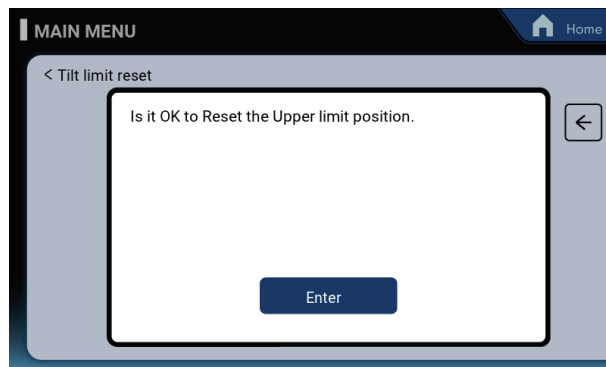 MAIN MENU
Home
< Tilt limit reset
Is it OK to Reset the Upper limit position.
Enter